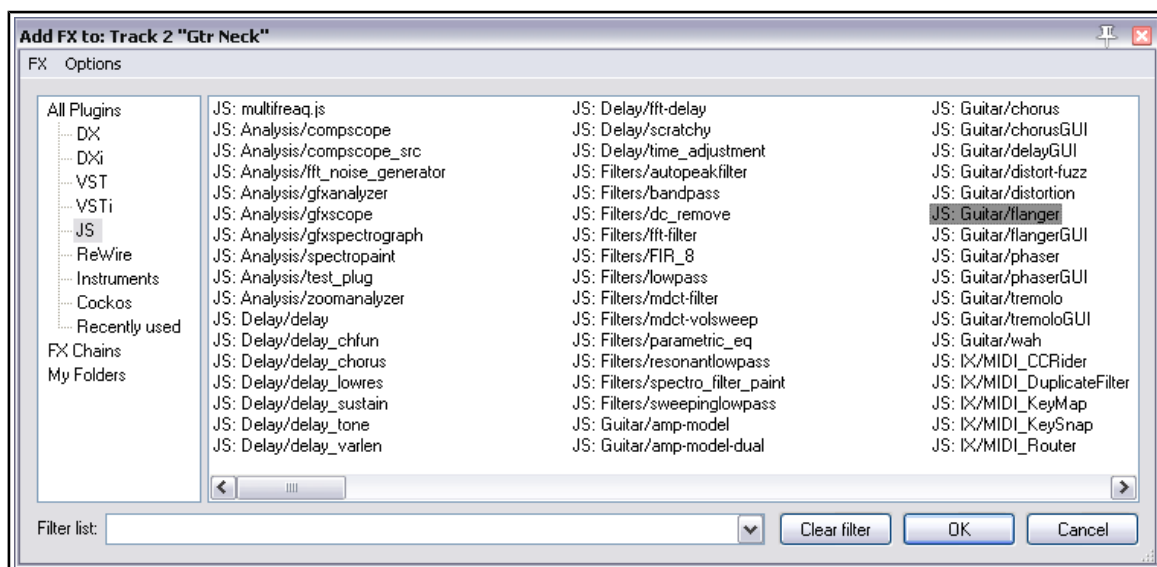 Add FX to: Track 2 "Gtr Neck"
FX Options
All Plugins
DX
DXi
VST
VSTi
JS
ReWire
Instruments
Cockos
Recently used
FX Chains
My Folders
JS: multifreaq.js
JS: Analysis/compscope
JS: Analysis/compscope_src
JS: Analysis/fft_noise_generator
JS: Analysis/gfxanalyzer
JS: Analysis/gfxscope
JS: Analysis/gfxspectrograph
JS: Analysis/spectropaint
JS: Analysis/test_plug
JS: Analysis/zoomanalyzer
JS: Delay/delay
JS: Delay/delay_chfun
JS: Delay/delay_chorus
JS: Delay/delay_lowres
JS: Delay/delay_sustain
JS: Delay/delay_tone
JS: Delay/delay_varlen
JS: Delay/fft-delay
JS: Delay/scratchy
JS: Delay/time_adjustment
JS: Filters/autopeakfilter
JS: Filters/bandpass
JS: Filters/dc_remove
JS: Filters/fft-filter
JS: Filters/FIR_8
JS: Filters/lowpass
JS: Filters/mdct-filter
JS: Filters/mdct-volsweep
JS: Filters/parametric_eq
JS: Filters/resonantlowpass
JS: Filters/spectro_filter_paint
JS: Filters/sweepinglowpass
JS: Guitar/amp-model
JS: Guitar/amp-model-dual
JS: Guitar/chorus
JS: Guitar/chorusGUI
JS: Guitar/delayGUI
JS: Guitar/distort-fuzz
JS: Guitar/distortion
JS: Guitar/flanger
JS: Guitar/flangerGUI
JS: Guitar/phaser
JS: Guitar/phaserGUI
JS: Guitar/tremolo
JS: Guitar/tremoloGUI
JS: Guitar/wah
JS: IX/MIDI_CCRider
JS: IX/MIDI_DuplicateFilter
JS: IX/MIDI_KeyMap
JS: IX/MIDI_KeySnap
JS: IX/MIDI_Router
Filter list:
Clear filter
OK
Cancel